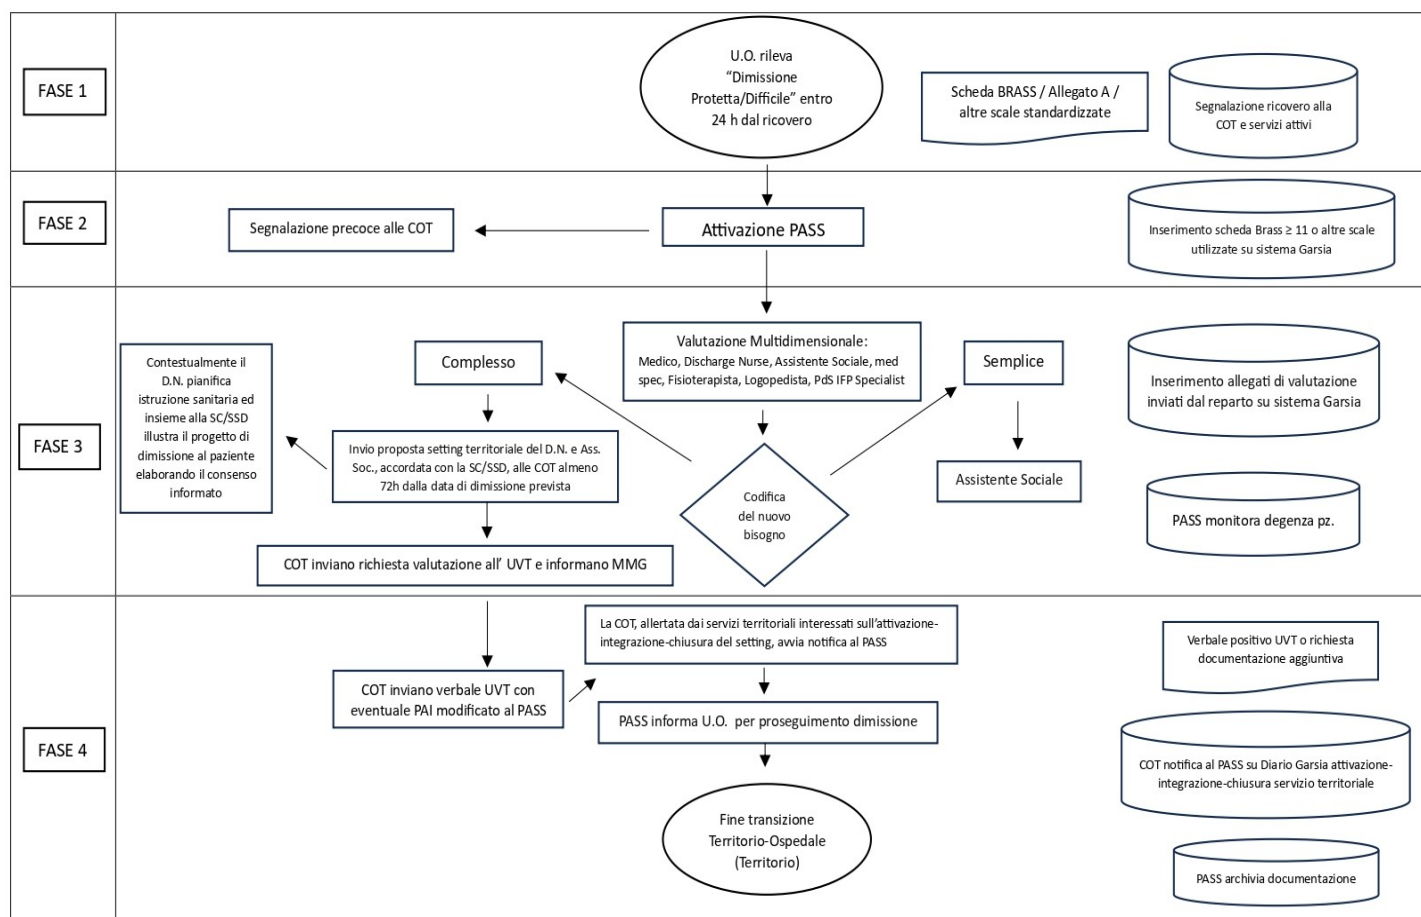 FASE 1
U.O. rileva
“Dimissione
Protetta/Difficile” entro
24 h dal ricovero
Scheda BRASS / Allegato A /
altre scale standardizzate
Segnalazione ricovero alla
COT e servizi attivi
FASE 2
Segnalazione precoce alle COT
Attivazione PASS
Inserimento scheda Brass ≥ 11 o altre scale
utilizzate su sistema Garsia
FASE 3
Contestualmente il
D.N. pianifica
istruzione sanitaria ed
insieme alla SC/SSD
illustra il progetto di
dimissione al paziente
elaborando il consenso
informato
Complesso
Invio proposta setting territoriale del D.N. e Ass.
Soc., accordata con la SC/SSD, alle COT almeno
72h dalla data di dimissione prevista
COT inviano richiesta valutazione all’ UVT e informano MMG
Valutazione Multidimensionale:
Medico, Discharge Nurse, Assistente Sociale, med
spec, Fisioterapista, Logopedista, PdS IFP Specialist
Codifica
del nuovo
bisogno
Semplice
Assistente Sociale
Inserimento allegati di valutazione
inviati dal reparto su sistema Garsia
PASS monitora degenza pz.
FASE 4
COT inviano verbale UVT con
eventuale PAI modificato al PASS
La COT, allertata dai servizi territoriali interessati sull’attivazione-
integrazione-chiusura del setting, avvia notifica al PASS
PASS informa U.O. per proseguimento dimissione
Fine transizione
Territorio-Ospedale
(Territorio)
Verbale positivo UVT o richiesta
documentazione aggiuntiva
COT notifica al PASS su Diario Garsia attivazione-
integrazione-chiusura servizio territoriale
PASS archivia documentazione